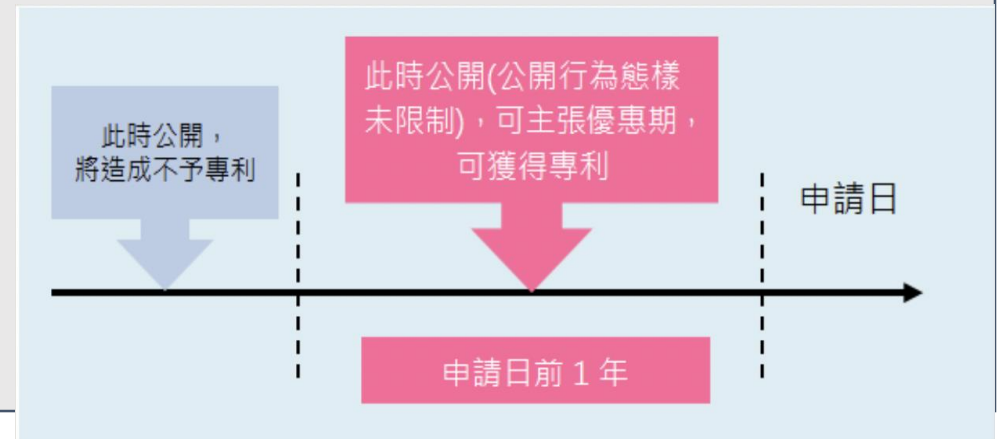 此時公開，
將造成不予專利
此時公開(公開行為態樣
未限制)，可主張優惠期，
可獲得專利
申請日
申請日前 1 年